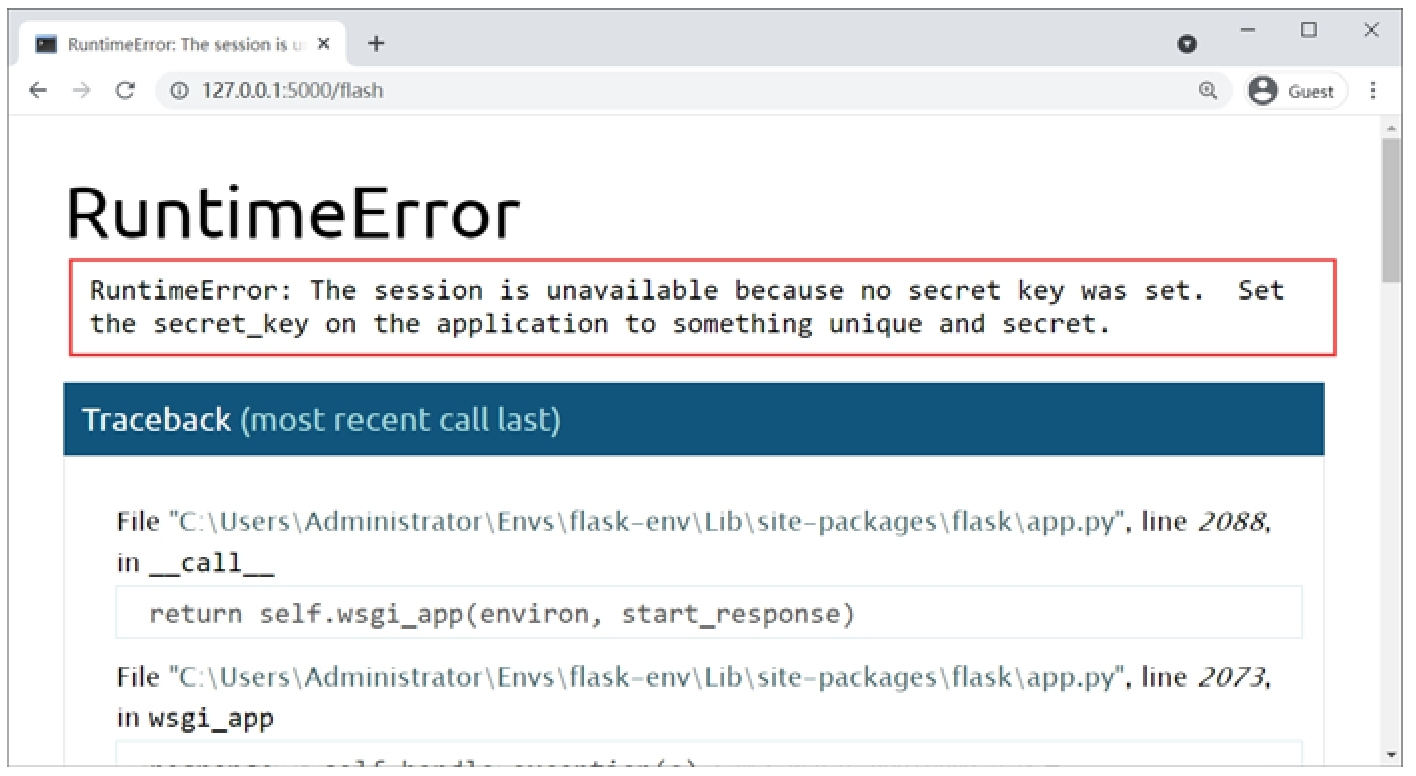 RuntimeError: The session is u
127.0.0.1:5000/flash
Guest
RuntimeError
RuntimeError: The session is unavailable because no secret key was set.  Set
the secret_key on the application to something unique and secret.
Traceback (most recent call last)
File "C:\Users\Administrator\Envs\flask-env\Lib\site-packages\flask\app.py", line 2088,
in __call__
return self.wsgi_app(environ, start_response)
File "C:\Users\Administrator\Envs\flask-env\Lib\site-packages\flask\app.py", line 2073,
in wsgi_app